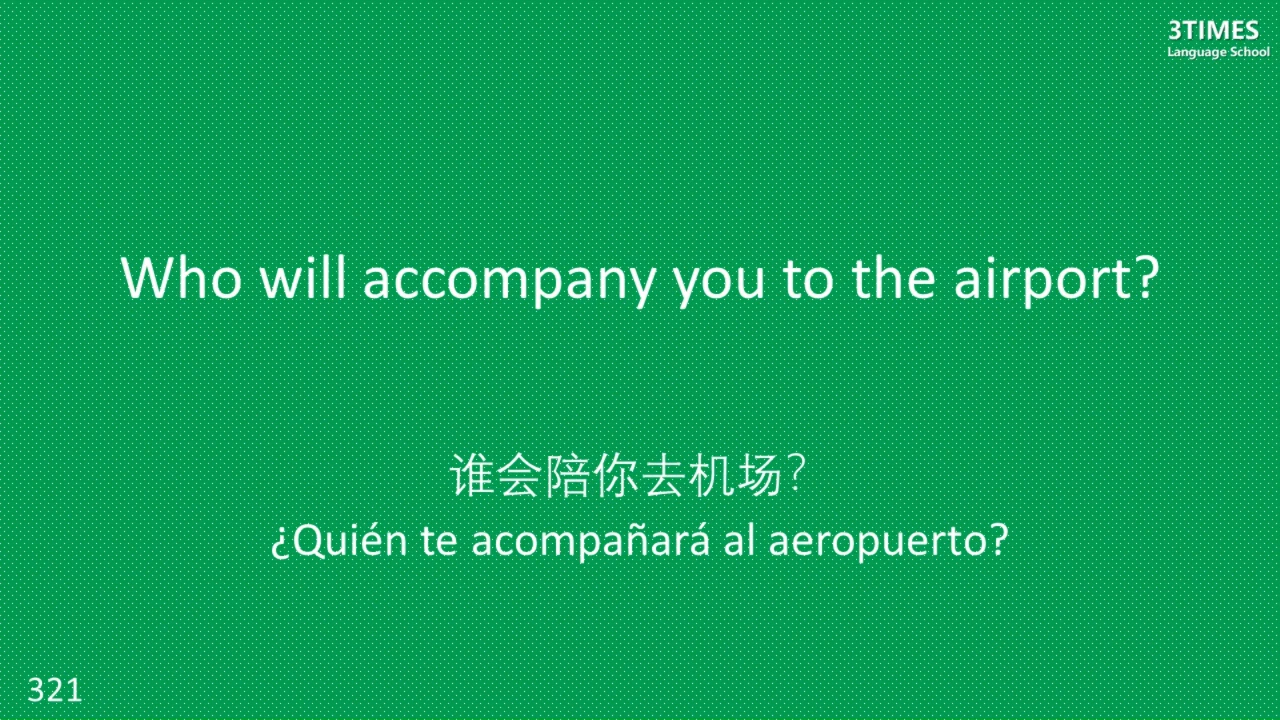 3TIMES
Language School
Who will accompany you to the airport?
谁会陪你去机场？
¿Quién te acompañará al aeropuerto?
321